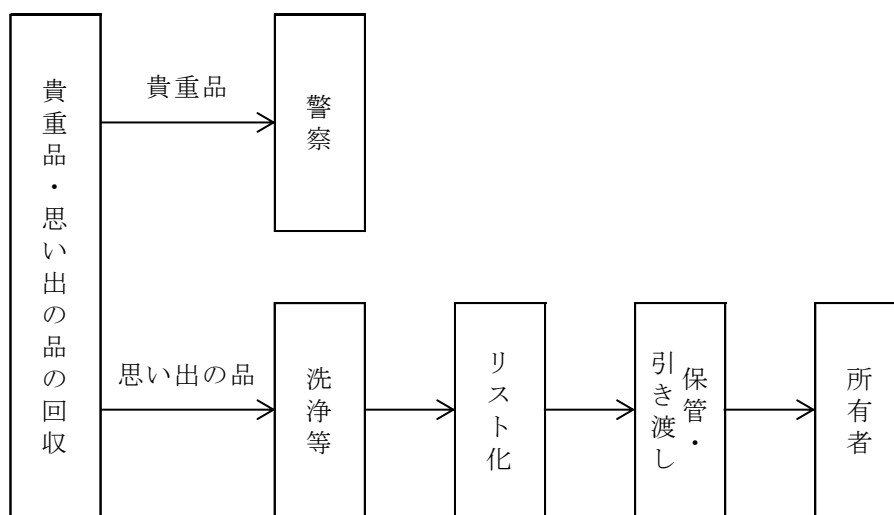 貴重品・思い出の品の回収
貴重品
警察
思い出の品
洗浄等
リスト化
保管・
引き渡し
所有者